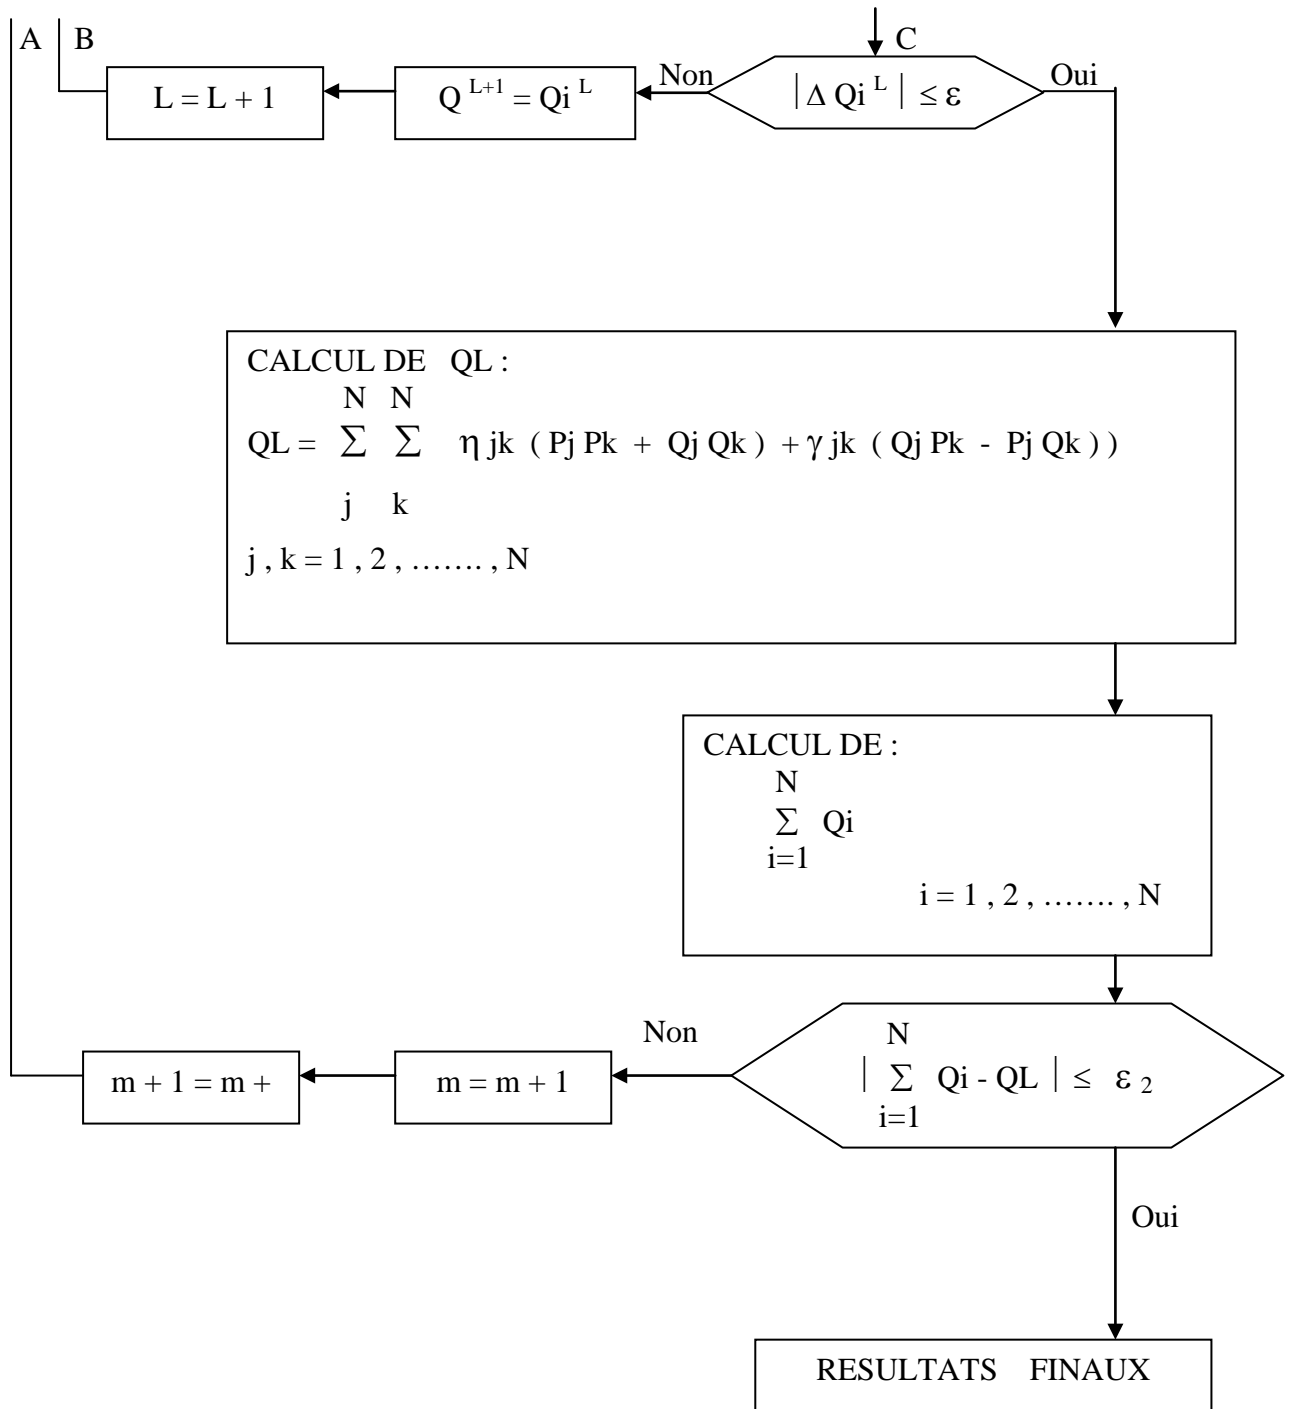 A B C
Non Oui
L = L + 1
Q L+1 = Qi L
| Δ Qi L | ≤ ε
CALCUL DE QL :
N N
QL = Σ Σ η jk ( Pj Pk + Qj Qk ) + γ jk ( Qj Pk - Pj Qk ) )
j k
j , k = 1 , 2 , ……. , N
CALCUL DE :
N
Σ Qi
i=1
i = 1 , 2 , ……. , N
Non
m + 1 = m +
m = m + 1
N
| Σ Qi - QL | ≤ ε 2
i=1
Oui
RESULTATS FINAUX